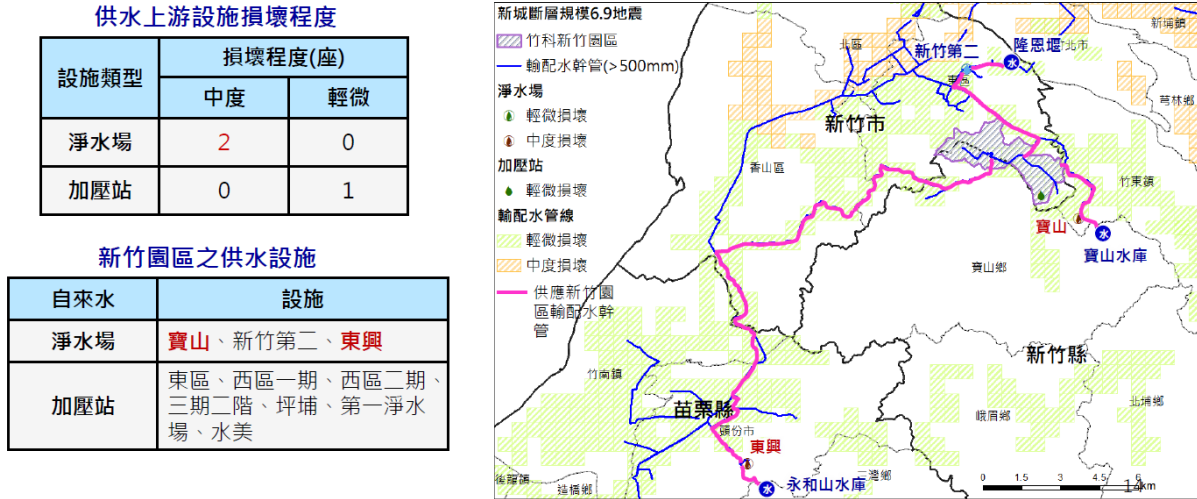 供水上游設施損壞程度
設施類型
損壞程度(座)
中度
輕微
淨水場
2
0
加壓站
0
1
新竹園區之供水設施
自來水
設施
淨水場
寶山、新竹第二、東興
加壓站
東區、西區一期、西區二期、
三期二階、坪埔、第一淨水
場、水美
新城斷層規模6.9地震
竹科新竹園區
輸配水幹管(>500mm)
淨水場
輕微損壞
中度損壞
加壓站
輕微損壞
輸配水管線
輕微損壞
中度損壞
供應新竹園
區輸配水幹
管
北區
新竹第二
隆恩堰
水
新埔鎮
東區
芎林鄉
新竹市
香山區
竹東鎮
寶山
水
寶山水庫
寶山鄉
新竹縣
竹南鎮
苗栗縣
頭份市
峨眉鄉
北埔鄉
東興
水
永和山水庫
後龍鎮
造橋鄉
三灣鄉
0
1.5
3
4.5
6
km